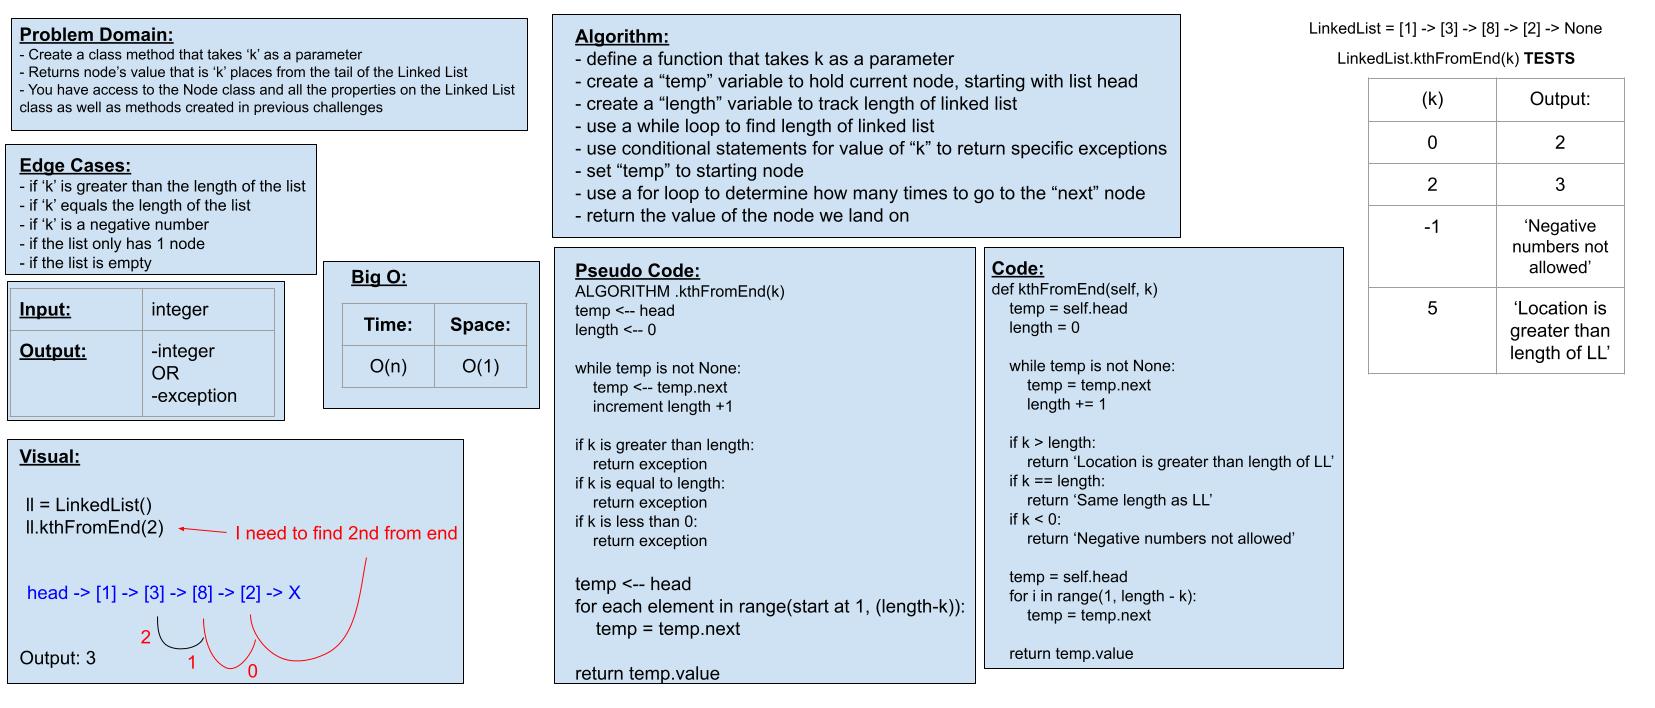 Problem Domain:
- Create a class method that takes ‘k’ as a parameter
- Returns node’s value that is ‘k’ places from the tail of the Linked List
- You have access to the Node class and all the properties on the Linked List
class as well as methods created in previous challenges
Edge Cases:
- if ‘k’ is greater than the length of the list
- if ‘k’ equals the length of the list
- if ‘k’ is a negative number
- if the list only has 1 node
- if the list is empty
Input: integer
Output: -integer
OR
-exception
Big O:
Time: Space:
O(n) O(1)
Visual:
ll = LinkedList()
ll.kthFromEnd(2)
I need to find 2nd from end
head -> [1] -> [3] -> [8] -> [2] -> X
2
1
0
Output: 3
Algorithm:
- define a function that takes k as a parameter
- create a “temp” variable to hold current node, starting with list head
- create a “length” variable to track length of linked list
- use a while loop to find length of linked list
- use conditional statements for value of “k” to return specific exceptions
- set “temp” to starting node
- use a for loop to determine how many times to go to the “next” node
- return the value of the node we land on
Pseudo Code:
ALGORITHM .kthFromEnd(k)
temp <-- head
length <-- 0
while temp is not None:
temp <-- temp.next
increment length +1
if k is greater than length:
return exception
if k is equal to length:
return exception
if k is less than 0:
return exception
temp <-- head
for each element in range(start at 1, (length-k)):
temp = temp.next
return temp.value
Code:
def kthFromEnd(self, k)
temp = self.head
length = 0
while temp is not None:
temp = temp.next
length += 1
if k > length:
return ‘Location is greater than length of LL’
if k == length:
return ‘Same length as LL’
if k < 0:
return ‘Negative numbers not allowed’
temp = self.head
for i in range(1, length - k):
temp = temp.next
return temp.value
LinkedList = [1] -> [3] -> [8] -> [2] -> None
LinkedList.kthFromEnd(k) TESTS
(k) Output:
0 2
2 3
-1 ‘Negative
numbers not
allowed’
5 ‘Location is
greater than
length of LL’